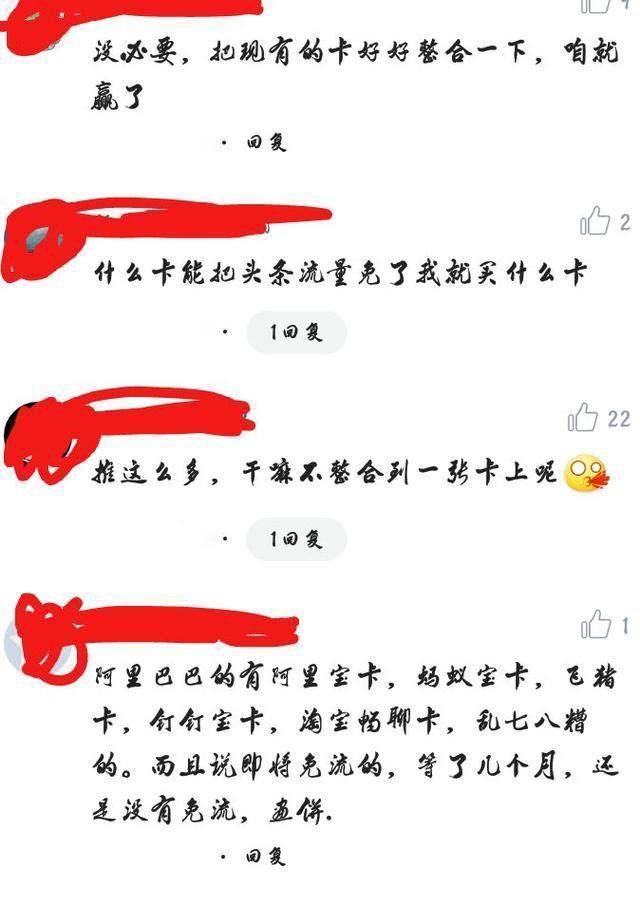 没必要，把现有的卡好好整合一下，咱就
赢了
· 回复
2
什么卡能把头条流量免了我就买什么卡
· 1回复
22
推这么多，干嘛不整合到一张卡上呢
· 1回复
1
阿里巴巴的有阿里宝卡，蚂蚁宝卡，飞猪
卡，钉钉宝卡，淘宝畅聊卡，乱七八糟
的。而且说即将免流的，等了几个月，还
是没有免流，画饼.
· 回复